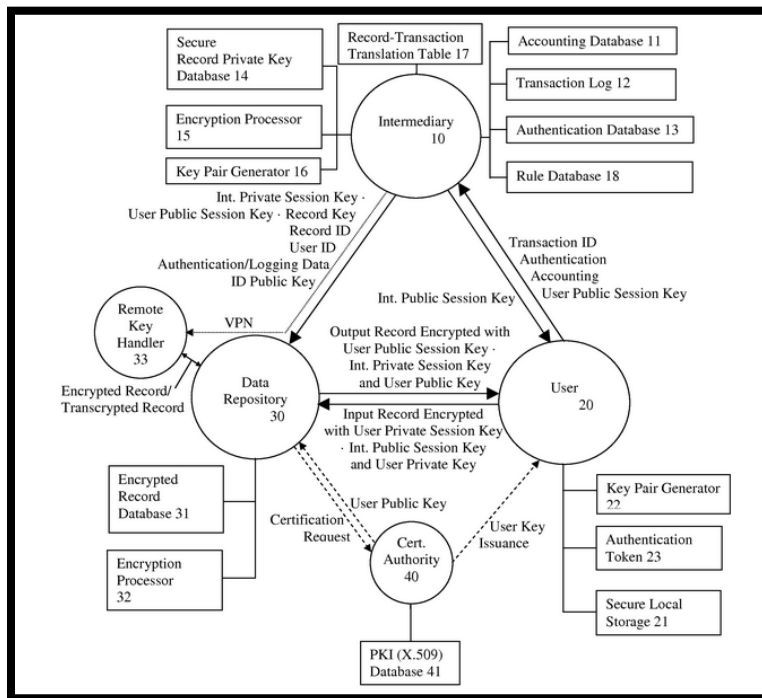 Secure
Record Private Key
Database 14
Record-Transaction
Translation Table 17
Accounting Database 11
Transaction Log 12
Intermediary
10
Encryption Processor
15
Authentication Database 13
Key Pair Generator 16
Rule Database 18
Int. Private Session Key ·
User Public Session Key · Record Key
Record ID
User ID
Authentication/Logging Data
ID Public Key
Transaction ID
Authentication
Accounting
User Public Session Key
Int. Public Session Key
Remote
Key
Handler
33
VPN
Encrypted Record/
Transcrypted Record
Data
Repository
30
Output Record Encrypted with
User Public Session Key ·
Int. Private Session Key
and User Public Key
User
20
Input Record Encrypted
with User Private Session Key
· Int. Public Session Key
and User Private Key
Encrypted
Record
Database 31
Encryption
Processor
32
User Public Key
Certification
Request
User Key
Issuance
Cert.
Authority
40
Key Pair Generator
22
Authentication
Token 23
Secure Local
Storage 21
PKI (X.509)
Database 41